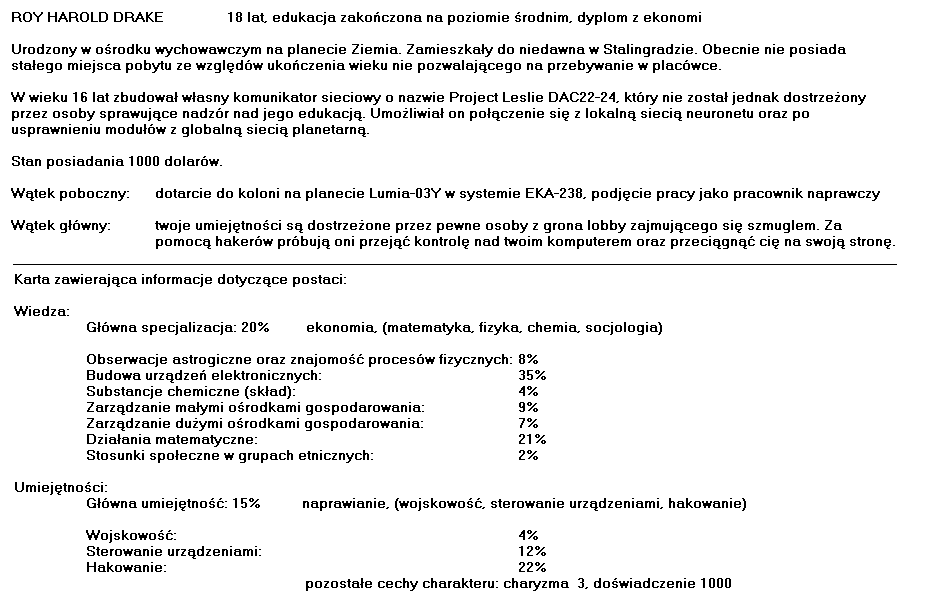 ROY HAROLD DRAKE 18 lat, edukacja zakończona na poziomie średnim, dyplom z ekonomi
Urodzony w ośrodku wychowawczym na planecie Ziemia. Zamieszkały do niedawna w Stalingradzie. Obecnie nie posiada
stałego miejsca pobytu ze względów ukończenia wieku nie pozwalającego na przebywanie w placówce.
W wieku 16 lat zbudował własny komunikator sieciowy o nazwie Project Leslie DAC22-24, który nie został jednak dostrzeżony
przez osoby sprawujące nadzór nad jego edukacją. Umożliwiał on połączenie się z lokalną siecią neuronetu oraz po
usprawnieniu modułów z globalną siecią planetarną.
Stan posiadania 1000 dolarów.
Wątek poboczny: dotarcie do koloni na planecie Lumia-03Y w systemie EKA-238, podjęcie pracy jako pracownik naprawczy
Wątek główny: twoje umiejętności są dostrzeżone przez pewne osoby z grona lobby zajmującego się szmuglem. Za
pomocą hakerów próbują oni przejąć kontrolę nad twoim komputerem oraz przeciągnąć cię na swoją stronę.
Karta zawierająca informacje dotyczące postaci:
Wiedza:
Główna specjalizacja: 20% ekonomia, (matematyka, fizyka, chemia, socjologia)
Obserwacje astrogiczne oraz znajomość procesów fizycznych: 8%
Budowa urządzeń elektronicznych: 35%
Substancje chemiczne (skład): 4%
Zarządzanie małymi ośrodkami gospodarowania: 9%
Zarządzanie dużymi ośrodkami gospodarowania: 7%
Działania matematyczne: 21%
Stosunki społeczne w grupach etnicznych: 2%
Umiejętności:
Główna umiejętność: 15% naprawianie, (wojskowość, sterowanie urządzeniami, hakowanie)
Wojskowość: 4%
Sterowanie urządzeniami: 12%
Hakowanie: 22%
pozostałe cechy charakteru: charyzma 3, doświadczenie 1000